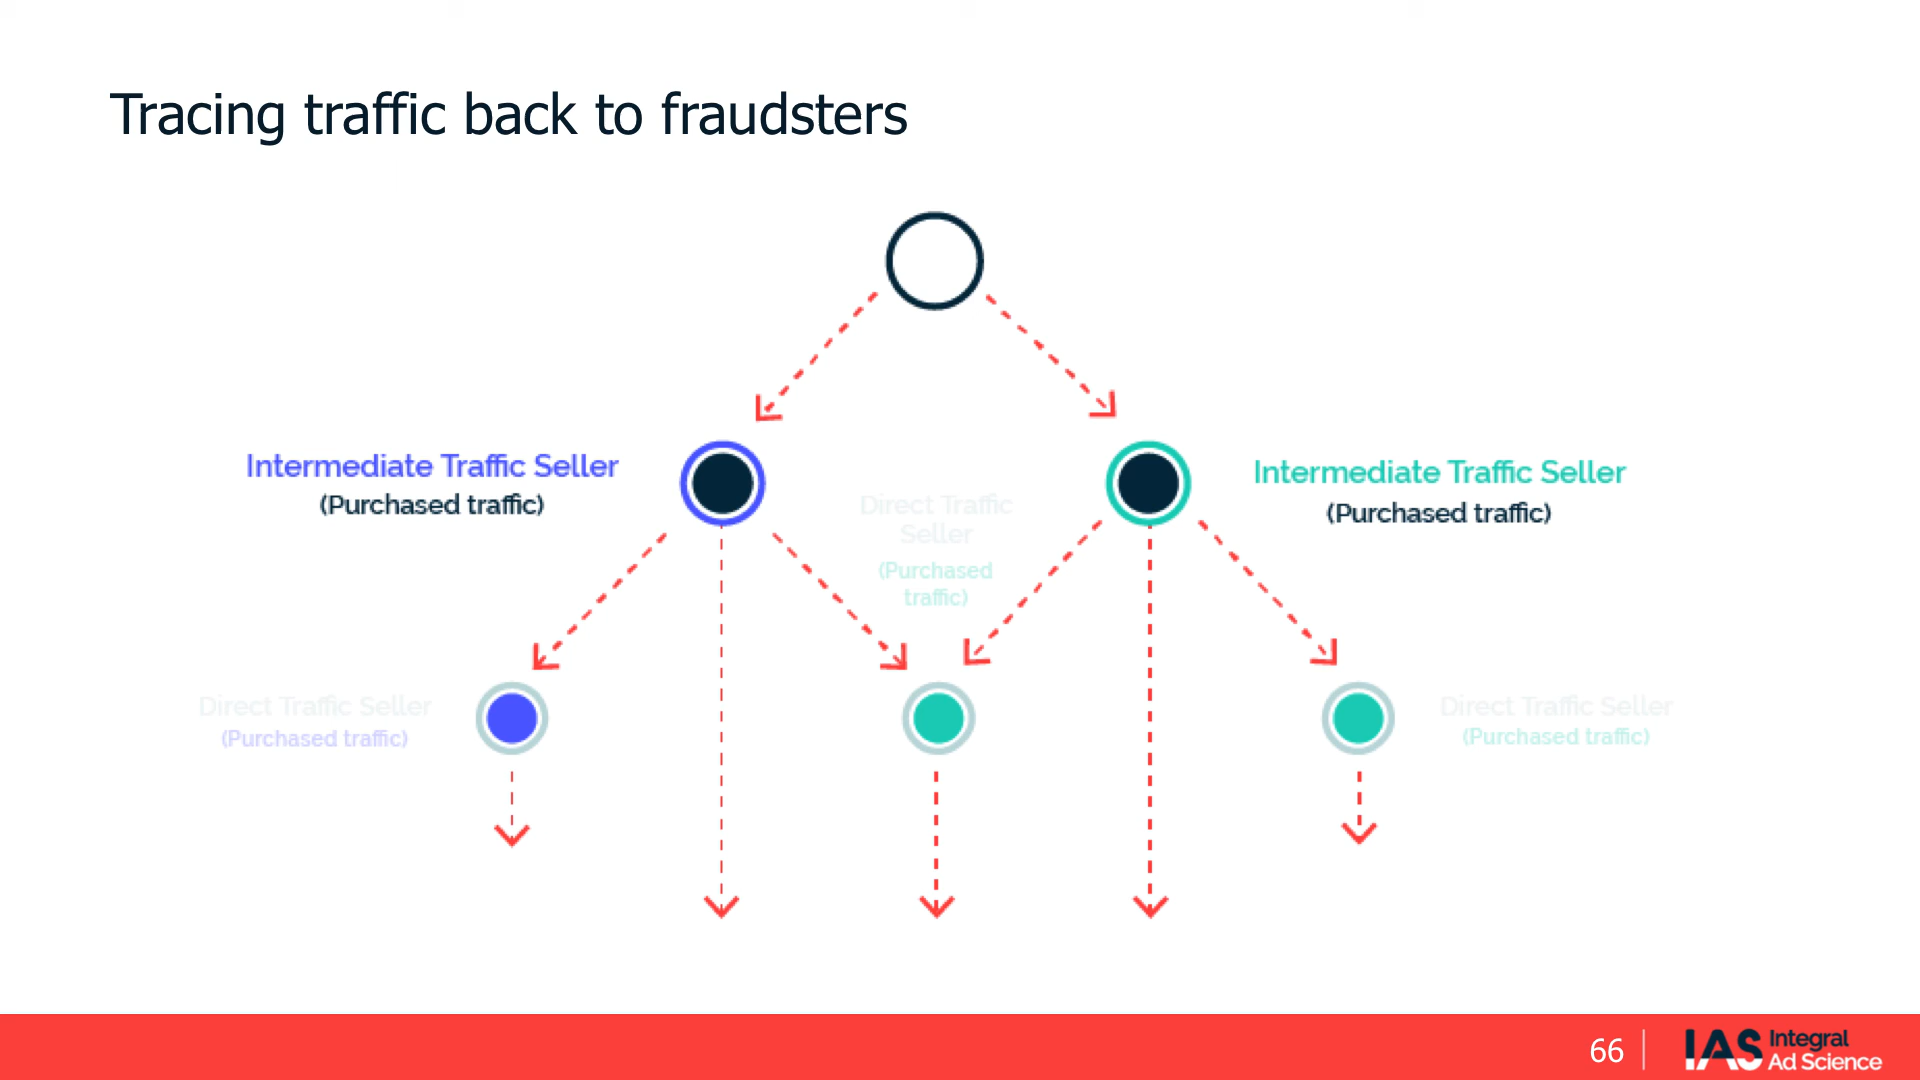 Tracing traffic back to fraudsters
Intermediate Traffic Seller
(Purchased traffic)
Intermediate Traffic Seller
(Purchased traffic)
Direct Traffic
Seller
(Purchased
traffic)
Direct Traffic Seller
(Purchased traffic)
Direct Traffic Seller
(Purchased traffic)
66
IAS Integral
Ad Science